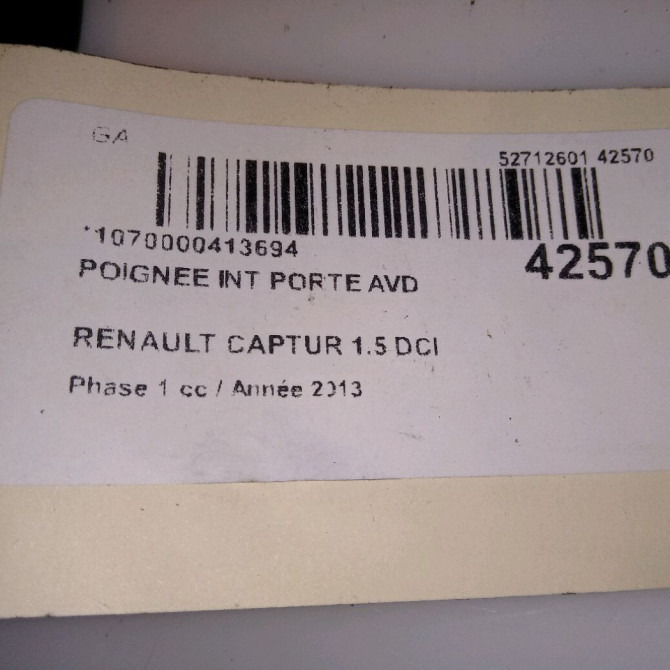 GA
52712601 42570
*1070000413694
42570
POIGNEE INT PORTE AVD
RENAULT CAPTUR 1.5 DCI
Phase 1 cc / Année 2013